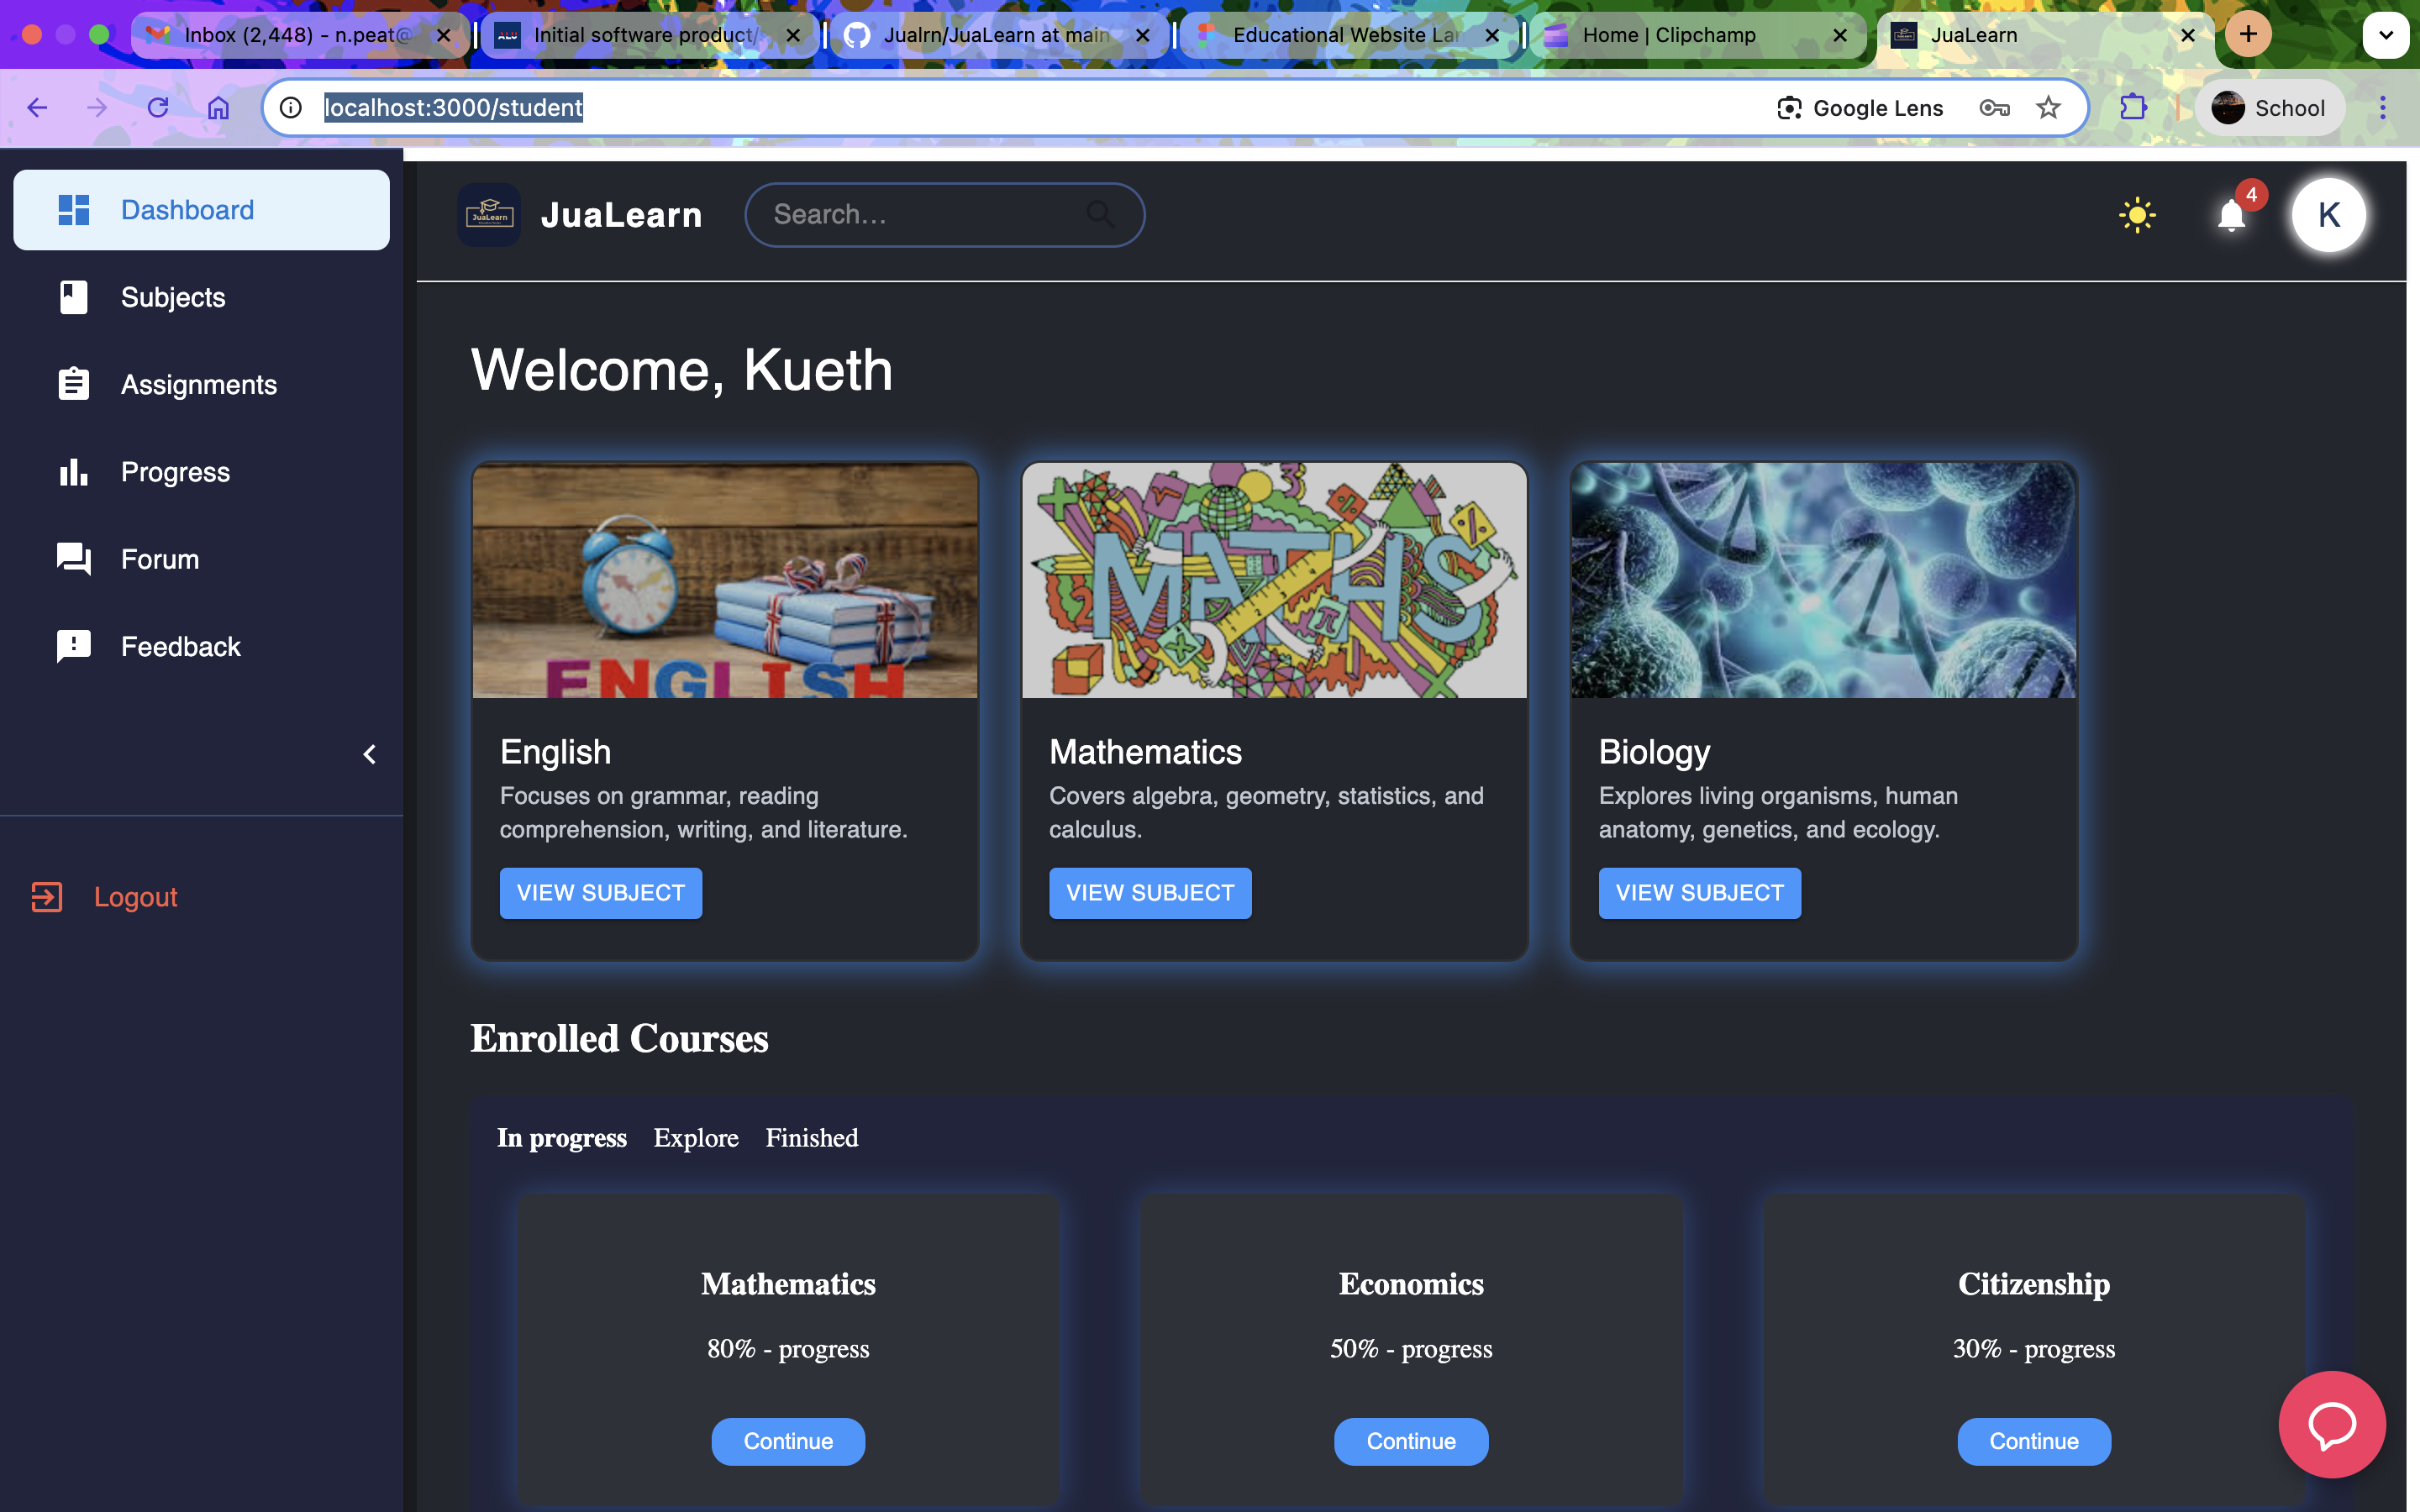 Inbox (2,448) - n.peat@
ALU
Initial software product/
Jualrn/JuaLearn at main
Educational Website Lan
Home | Clipchamp
JuaLearn
localhost:3000/student
Google Lens
School
Dashboard
Subjects
Assignments
Progress
Forum
Feedback
Logout
JuaLearn
JuaLearn
Search...
4
K
Welcome, Kueth
ENGLISH
MATHS
English
Focuses on grammar, reading
comprehension, writing, and literature.
VIEW SUBJECT
Mathematics
Covers algebra, geometry, statistics, and
calculus.
VIEW SUBJECT
Biology
Explores living organisms, human
anatomy, genetics, and ecology.
VIEW SUBJECT
Enrolled Courses
In progress Explore Finished
Mathematics
80% - progress
Continue
Economics
50% - progress
Continue
Citizenship
30% - progress
Continue